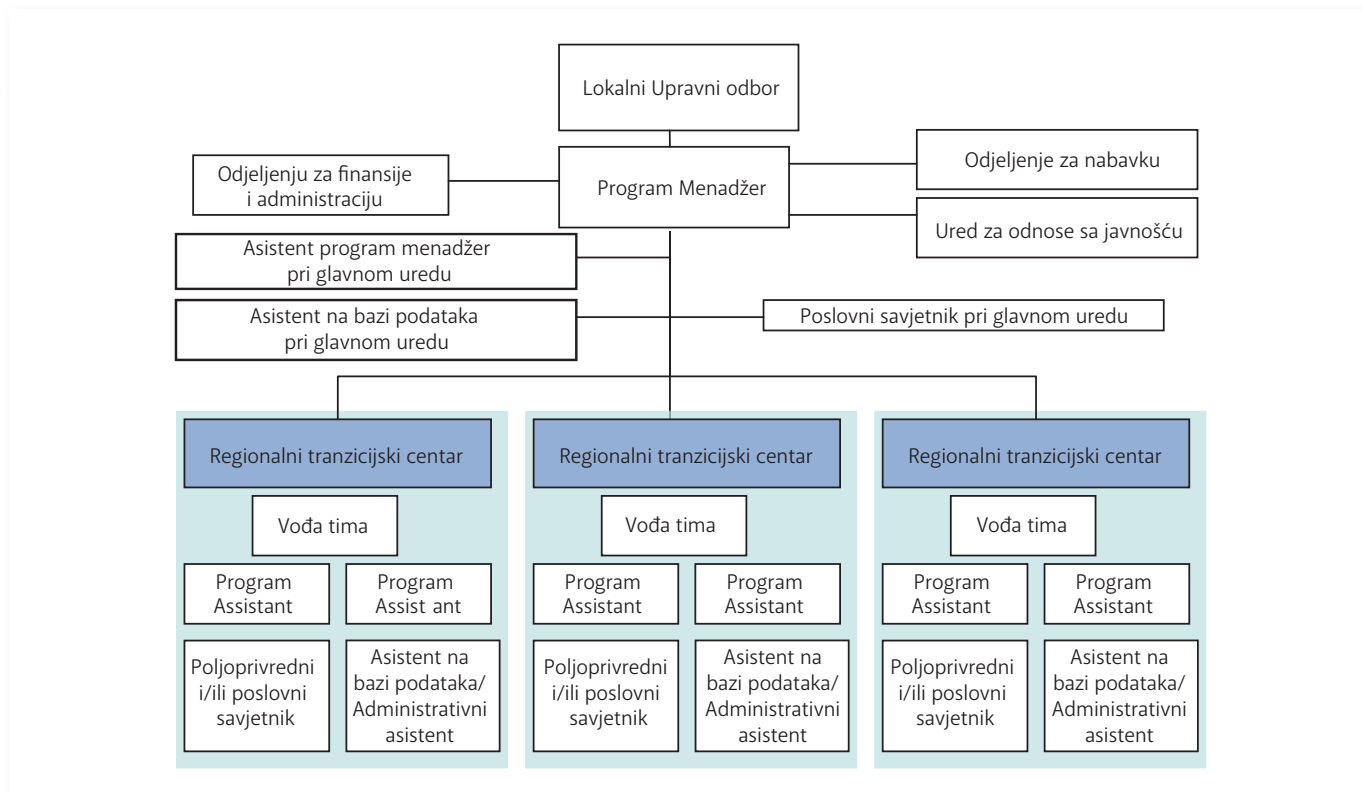 Lokalni Upravni odbor
Odjeljenju za finansije
i administraciju
Program Menadžer
Odjeljenje za nabavku
Ured za odnose sa javnošću
Asistent program menadžer
pri glavnom uredu
Asistent na bazi podataka
pri glavnom uredu
Poslovni savjetnik pri glavnom uredu
Regionalni tranzicijski centar
Vođa tima
Program
Assistant
Program
Assist ant
Poljoprivredni
i/ili poslovni
savjetnik
Asistent na
bazi podataka/
Administrativni
asistent
Regionalni tranzicijski centar
Vođa tima
Program
Assistant
Program
Assistant
Poljoprivredni
i/ili poslovni
savjetnik
Asistent na
bazi podataka/
Administrativni
asistent
Regionalni tranzicijski centar
Vođa tima
Program
Assistant
Program
Assistant
Poljoprivredni
i/ili poslovni
savjetnik
Asistent na
bazi podataka/
Administrativni
asistent